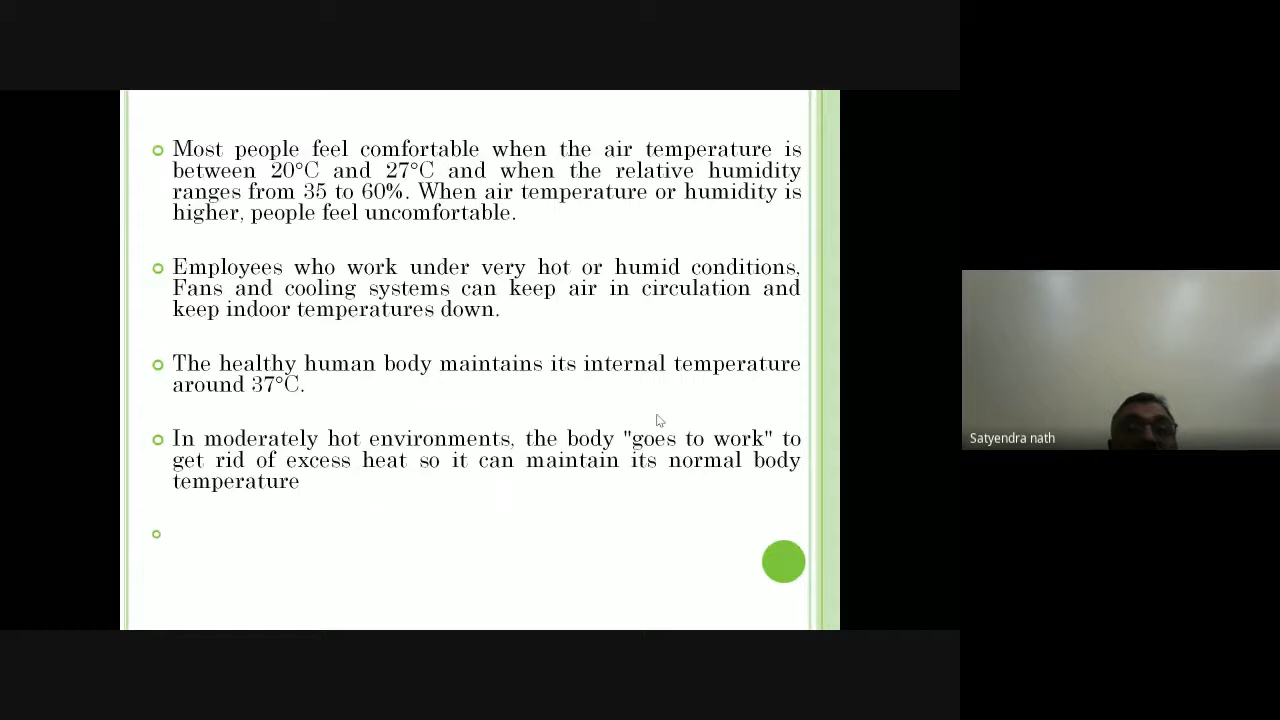 Most people feel comfortable when the air temperature is
between 20°C and 27°C and when the relative humidity
ranges from 35 to 60%. When air temperature or humidity is
higher, people feel uncomfortable.
Employees who work under very hot or humid conditions,
Fans and cooling systems can keep air in circulation and
keep indoor temperatures down.
The healthy human body maintains its internal temperature
around 37°C.
In moderately hot environments, the body "goes to work" to
get rid of excess heat so it can maintain its normal body
temperature
Satyendra nath